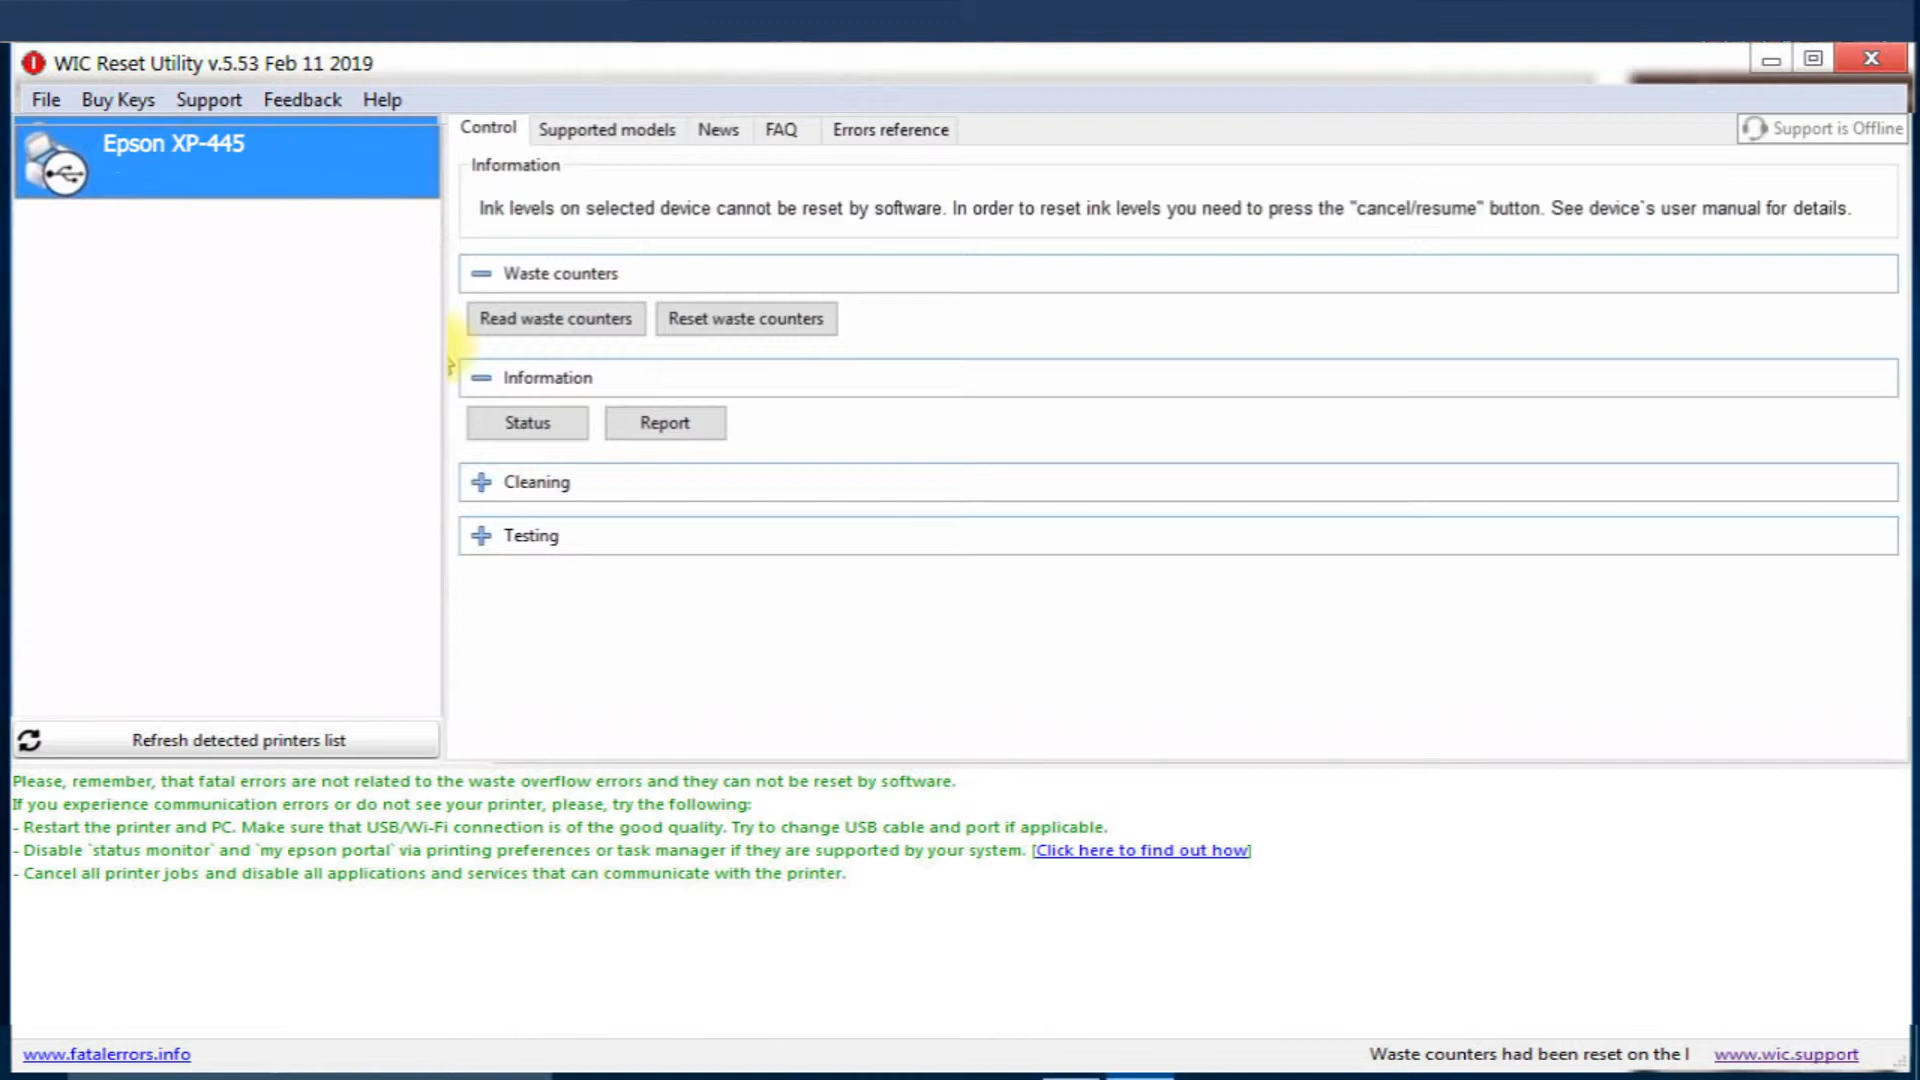 WIC Reset Utility v.5.53 Feb 11 2019
File Buy Keys Support Feedback Help
Epson XP-445
Control Supported models News FAQ Errors reference
Support is Offline
Information
Ink levels on selected device cannot be reset by software. In order to reset ink levels you need to press the "cancel/resume" button. See device`s user manual for details.
Waste counters
Read waste counters Reset waste counters
Information
Status Report
Cleaning
Testing
Refresh detected printers list
Please, remember, that fatal errors are not related to the waste overflow errors and they can not be reset by software.
If you experience communication errors or do not see your printer, please, try the following:
- Restart the printer and PC. Make sure that USB/Wi-Fi connection is of the good quality. Try to change USB cable and port if applicable.
- Disable `status monitor` and `my epson portal` via printing preferences or task manager if they are supported by your system. [Click here to find out how]
- Cancel all printer jobs and disable all applications and services that can communicate with the printer.
www.fatalerrors.info Waste counters had been reset on the www.wic.support